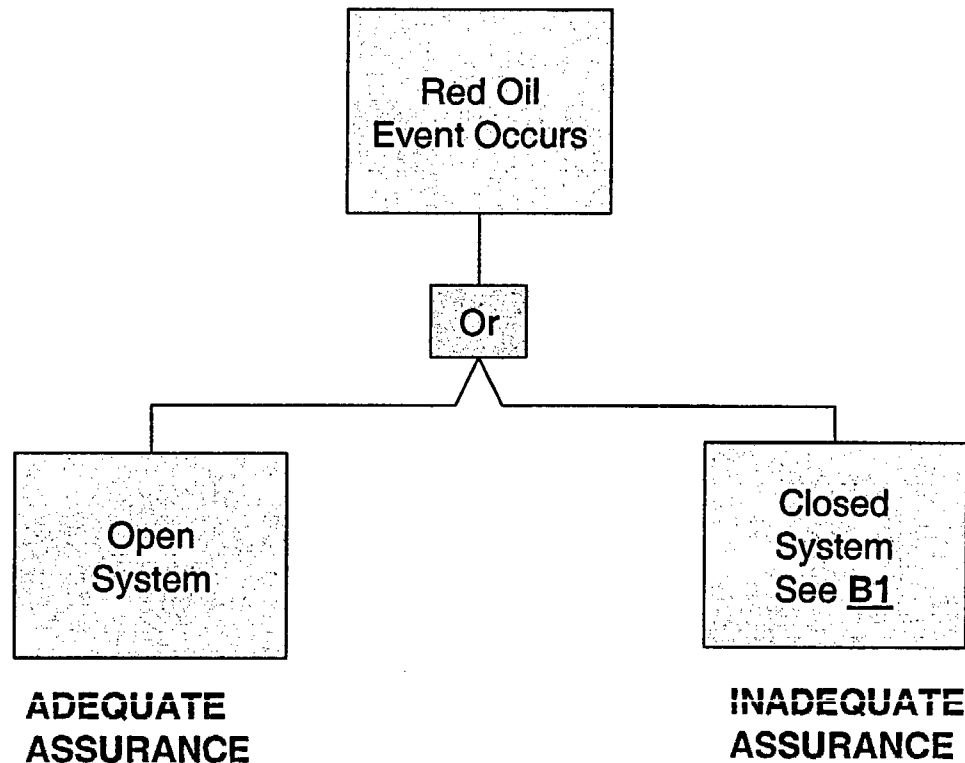 Red Oil
Event Occurs
Or
Open
System
Closed
System
See B1
ADEQUATE
ASSURANCE
INADEQUATE
ASSURANCE